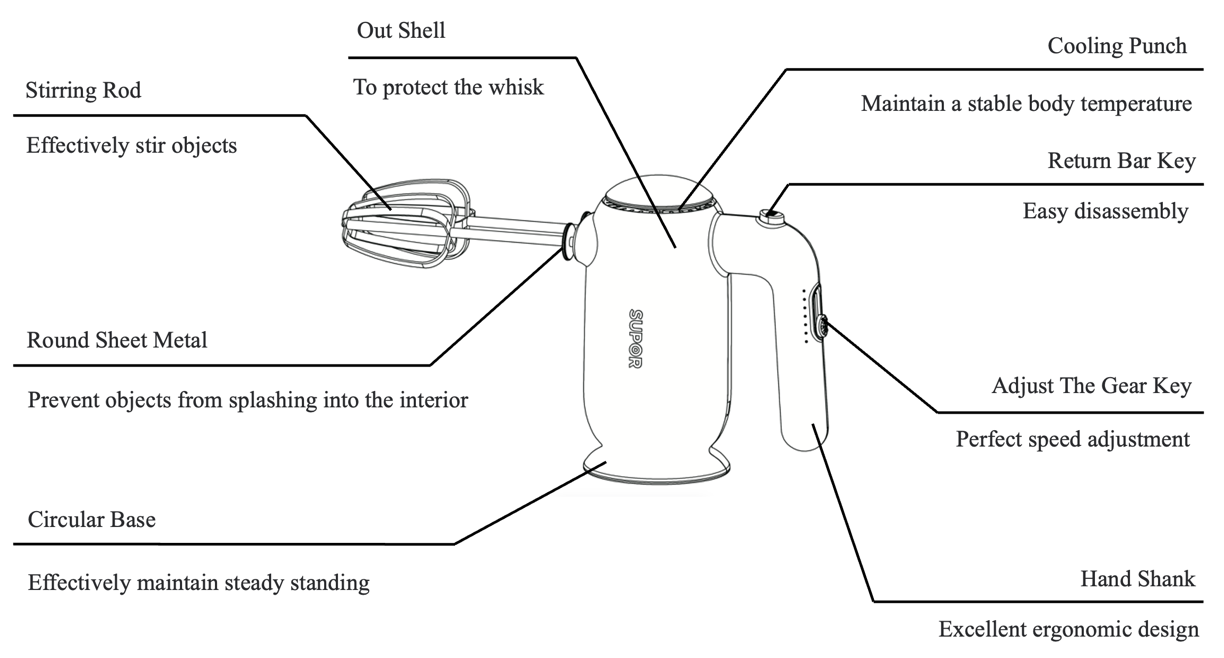 Out Shell
To protect the whisk
Cooling Punch
Maintain a stable body temperature
Stirring Rod
Effectively stir objects
Return Bar Key
Easy disassembly
Round Sheet Metal
Prevent objects from splashing into the interior
SUPOR
Adjust The Gear Key
Perfect speed adjustment
Circular Base
Effectively maintain steady standing
Hand Shank
Excellent ergonomic design